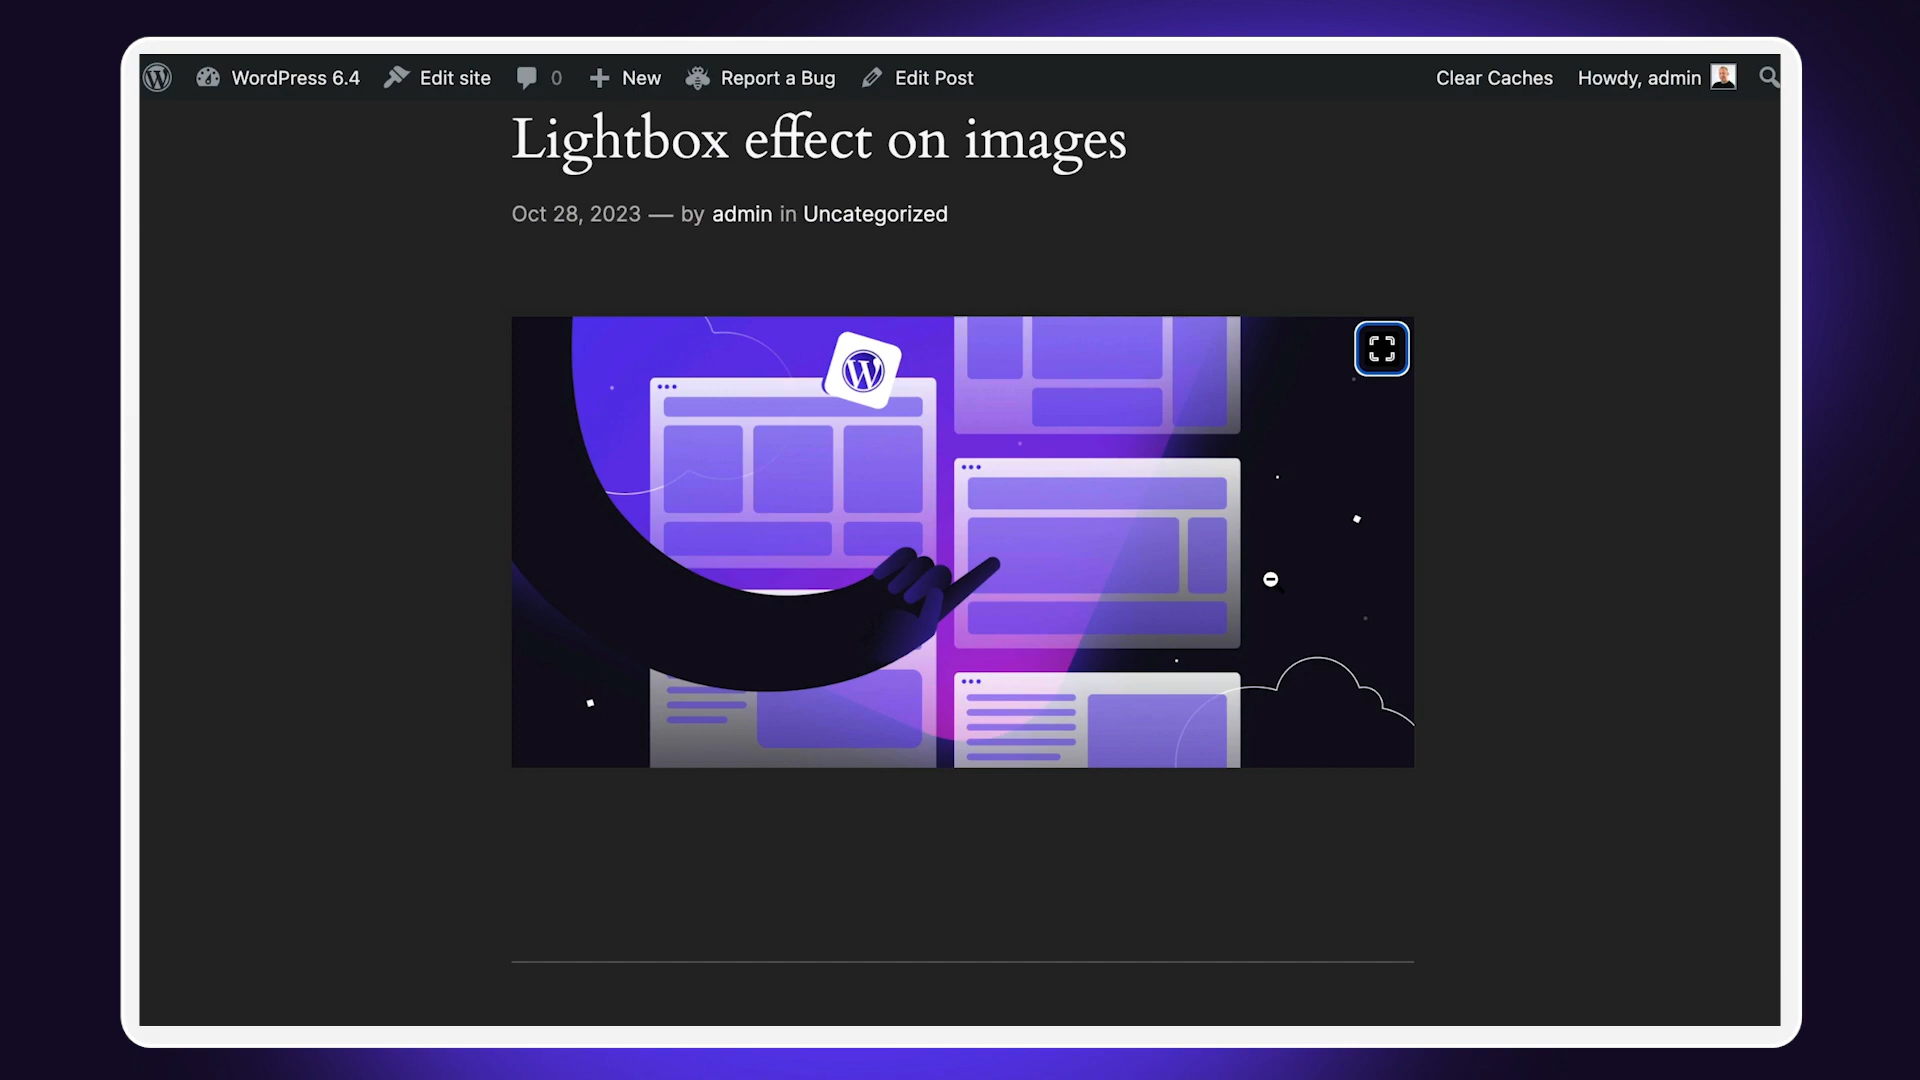 WordPress 6.4 Edit site 0 New Report a Bug Edit Post Clear Caches Howdy, admin
Lightbox effect on images
Oct 28, 2023 — by admin in Uncategorized